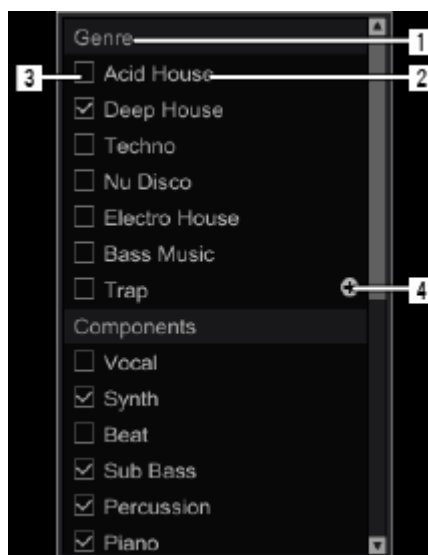 Genre 1
3 Acid House 2
Deep House
Techno
Nu Disco
Electro House
Bass Music
Trap 4
Components
Vocal
Synth
Beat
Sub Bass
Percussion
Piano